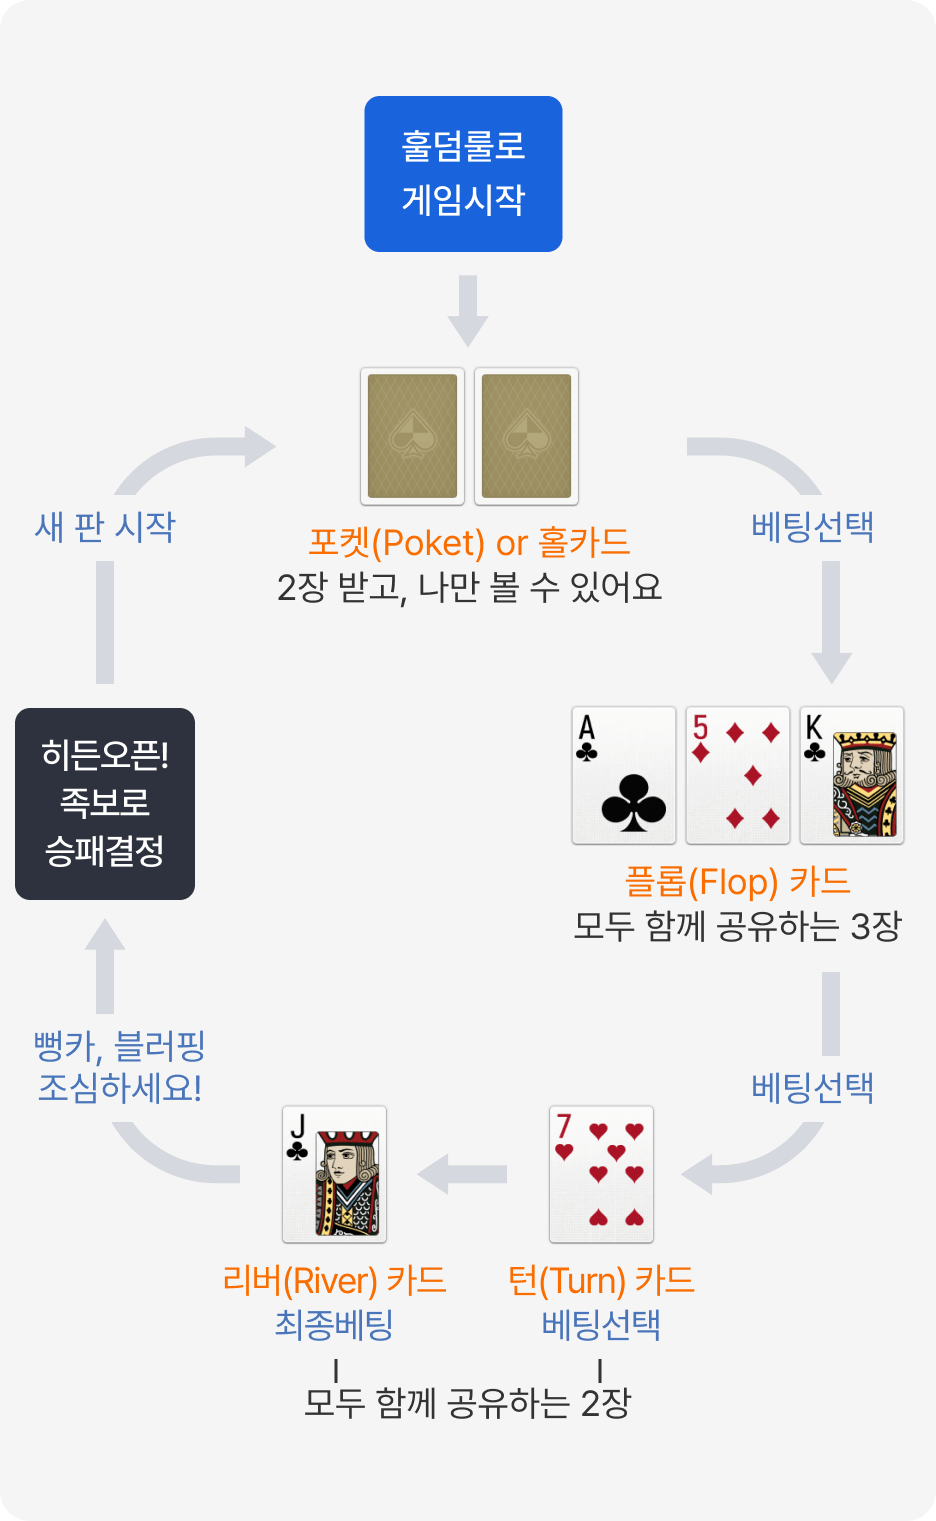 홀덤룰로
게임시작
새 판 시작
포켓(Poket) or 홀카드
2장 받고, 나만 볼 수 있어요
베팅선택
A
5
K
플롭(Flop) 카드
모두 함께 공유하는 3장
베팅선택
7
턴(Turn) 카드
베팅선택
J
리버(River) 카드
최종베팅
모두 함께 공유하는 2장
뻥카, 블러핑
조심하세요!
히든오픈!
족보로
승패결정